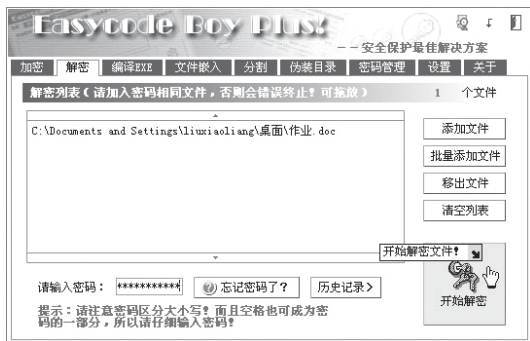 Easycode Boy Plus!
－－安全保护最佳解决方案
加密 解密 编译EXE 文件嵌入 分割 伪装目录 密码管理 设置 关于
解密列表（请加入密码相同文件，否则会错误终止！可拖放） 1 个文件
C:\Documents and Settings\liuxiaoliang\桌面\作业.doc
添加文件
批量添加文件
移出文件
清空列表
开始解密文件！
请输入密码： *********** 忘记密码了？ 历史记录>
开始解密
提示：请注意密码区分大小写！而且空格也可成为密
码的一部分，所以请仔细输入密码！